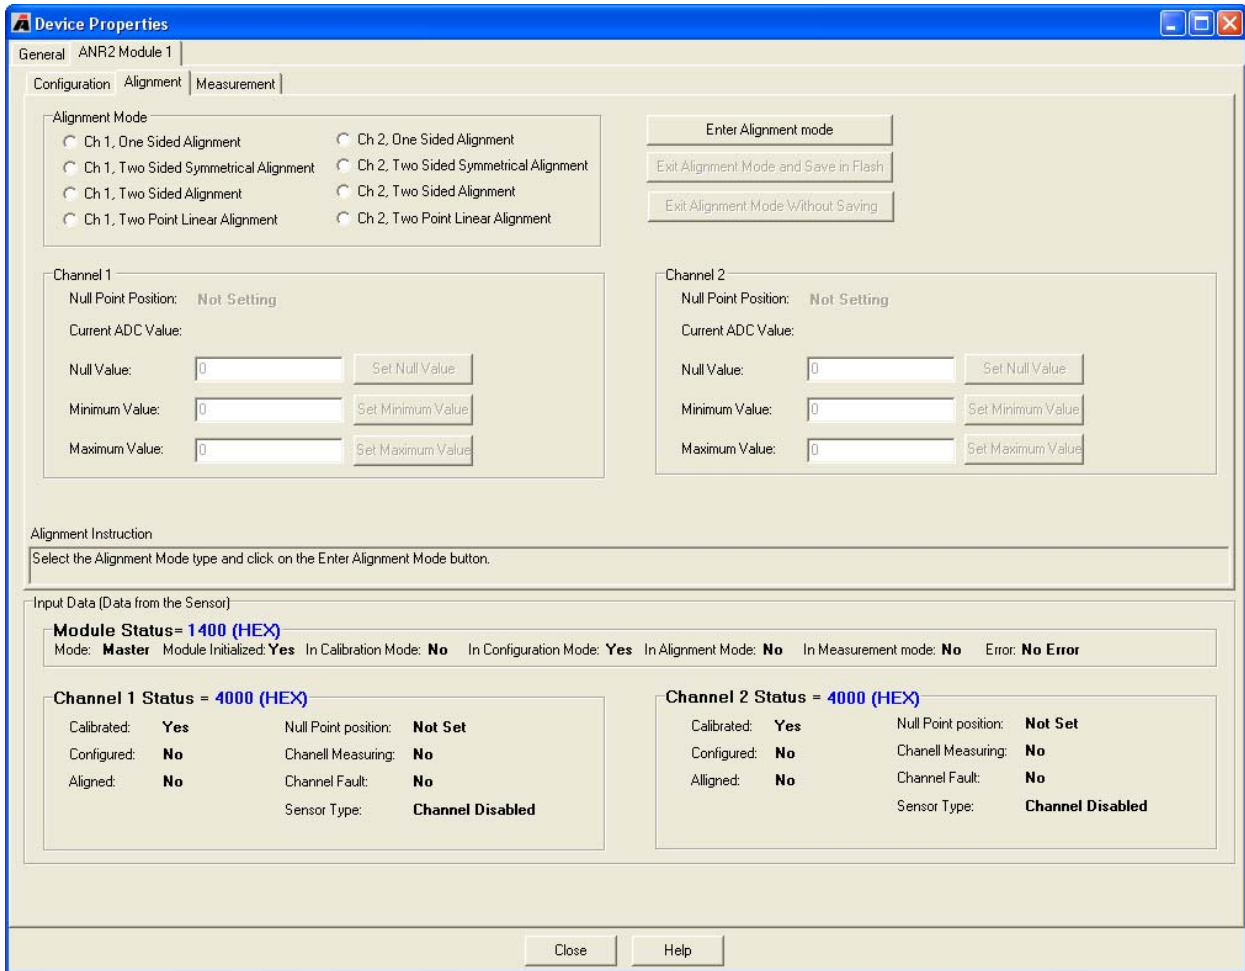 Device Properties
General ANR2 Module 1
Configuration Alignment Measurement
Alignment Mode
Ch 1, One Sided Alignment
Ch 1, Two Sided Symmetrical Alignment
Ch 1, Two Sided Alignment
Ch 1, Two Point Linear Alignment
Ch 2, One Sided Alignment
Ch 2, Two Sided Symmetrical Alignment
Ch 2, Two Sided Alignment
Ch 2, Two Point Linear Alignment
Enter Alignment mode
Exit Alignment Mode and Save in Flash
Exit Alignment Mode Without Saving
Channel 1
Null Point Position: Not Setting
Current ADC Value:
Null Value: 0 Set Null Value
Minimum Value: 0 Set Minimum Value
Maximum Value: 0 Set Maximum Value
Channel 2
Null Point Position: Not Setting
Current ADC Value:
Null Value: 0 Set Null Value
Minimum Value: 0 Set Minimum Value
Maximum Value: 0 Set Maximum Value
Alignment Instruction
Select the Alignment Mode type and click on the Enter Alignment Mode button.
Input Data (Data from the Sensor)
Module Status= 1400 (HEX)
Mode: Master Module Initialized: Yes In Calibration Mode: No In Configuration Mode: Yes In Alignment Mode: No In Measurement mode: No Error: No Error
Channel 1 Status = 4000 (HEX)
Calibrated: Yes Null Point position: Not Set
Configured: No Chanell Measuring: No
Aligned: No Channel Fault: No
Sensor Type: Channel Disabled
Channel 2 Status = 4000 (HEX)
Calibrated: Yes Null Point position: Not Set
Configured: No Chanell Measuring: No
Alligned: No Channel Fault: No
Sensor Type: Channel Disabled
Close Help